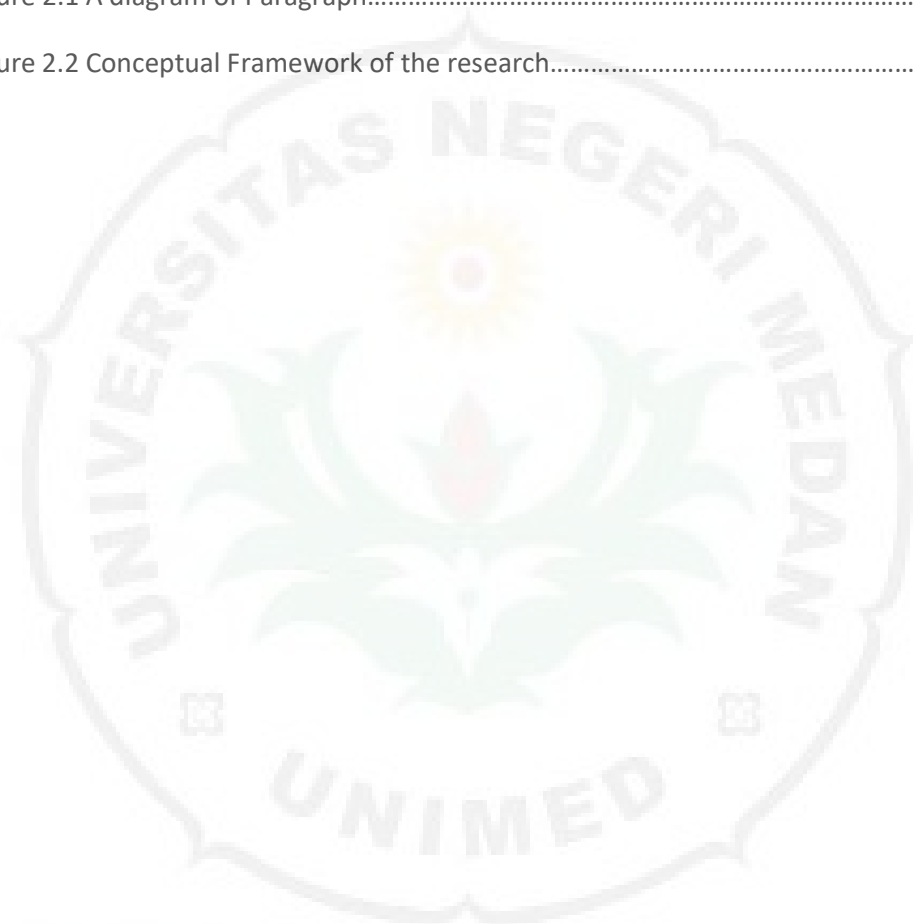 ure 2.1 A diagram of Paragraph.......................................................................................
ure 2.2 Conceptual Framework of the research..........................................................
UNIVERSITAS NEGERI MEDAN
UNIMED